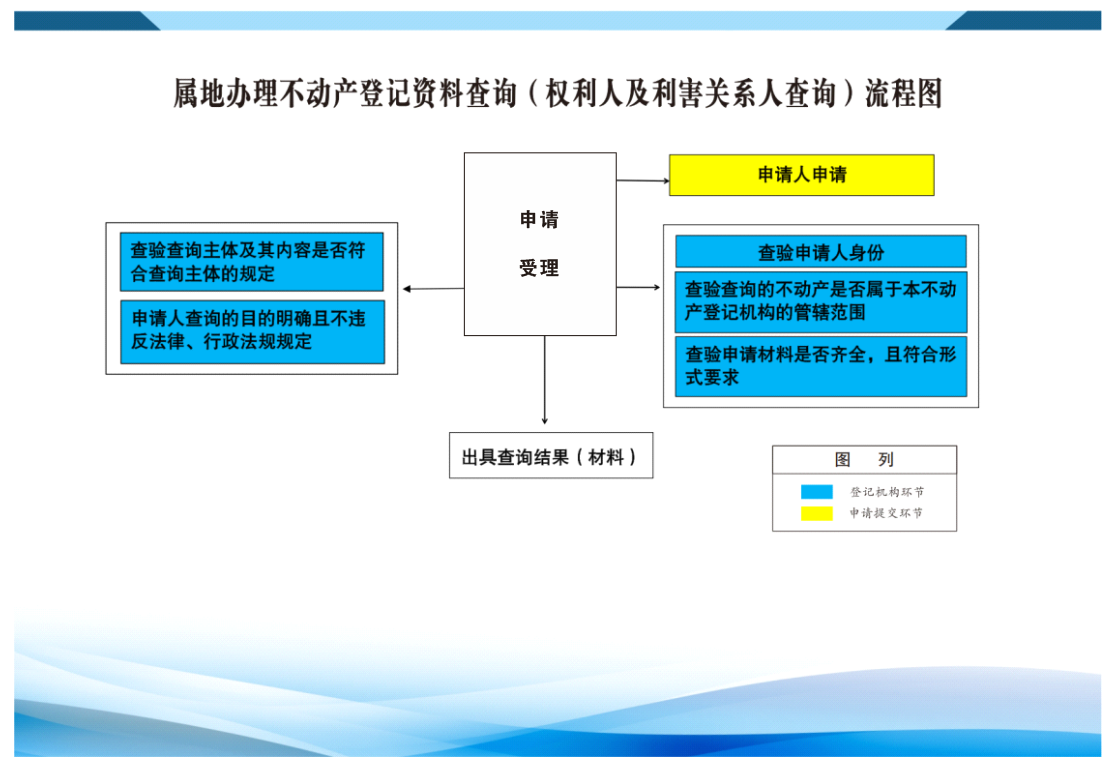 属地办理不动产登记资料查询（权利人及利害关系人查询）流程图
申请
受理
申请人申请
查验查询主体及其内容是否符
合查询主体的规定
申请人查询的目的明确且不违
反法律、行政法规规定
查验申请人身份
查验查询的不动产是否属于本不动
产登记机构的管辖范围
查验申请材料是否齐全，且符合形
式要求
出具查询结果（材料）
图 列
登记机构环节
申请提交环节